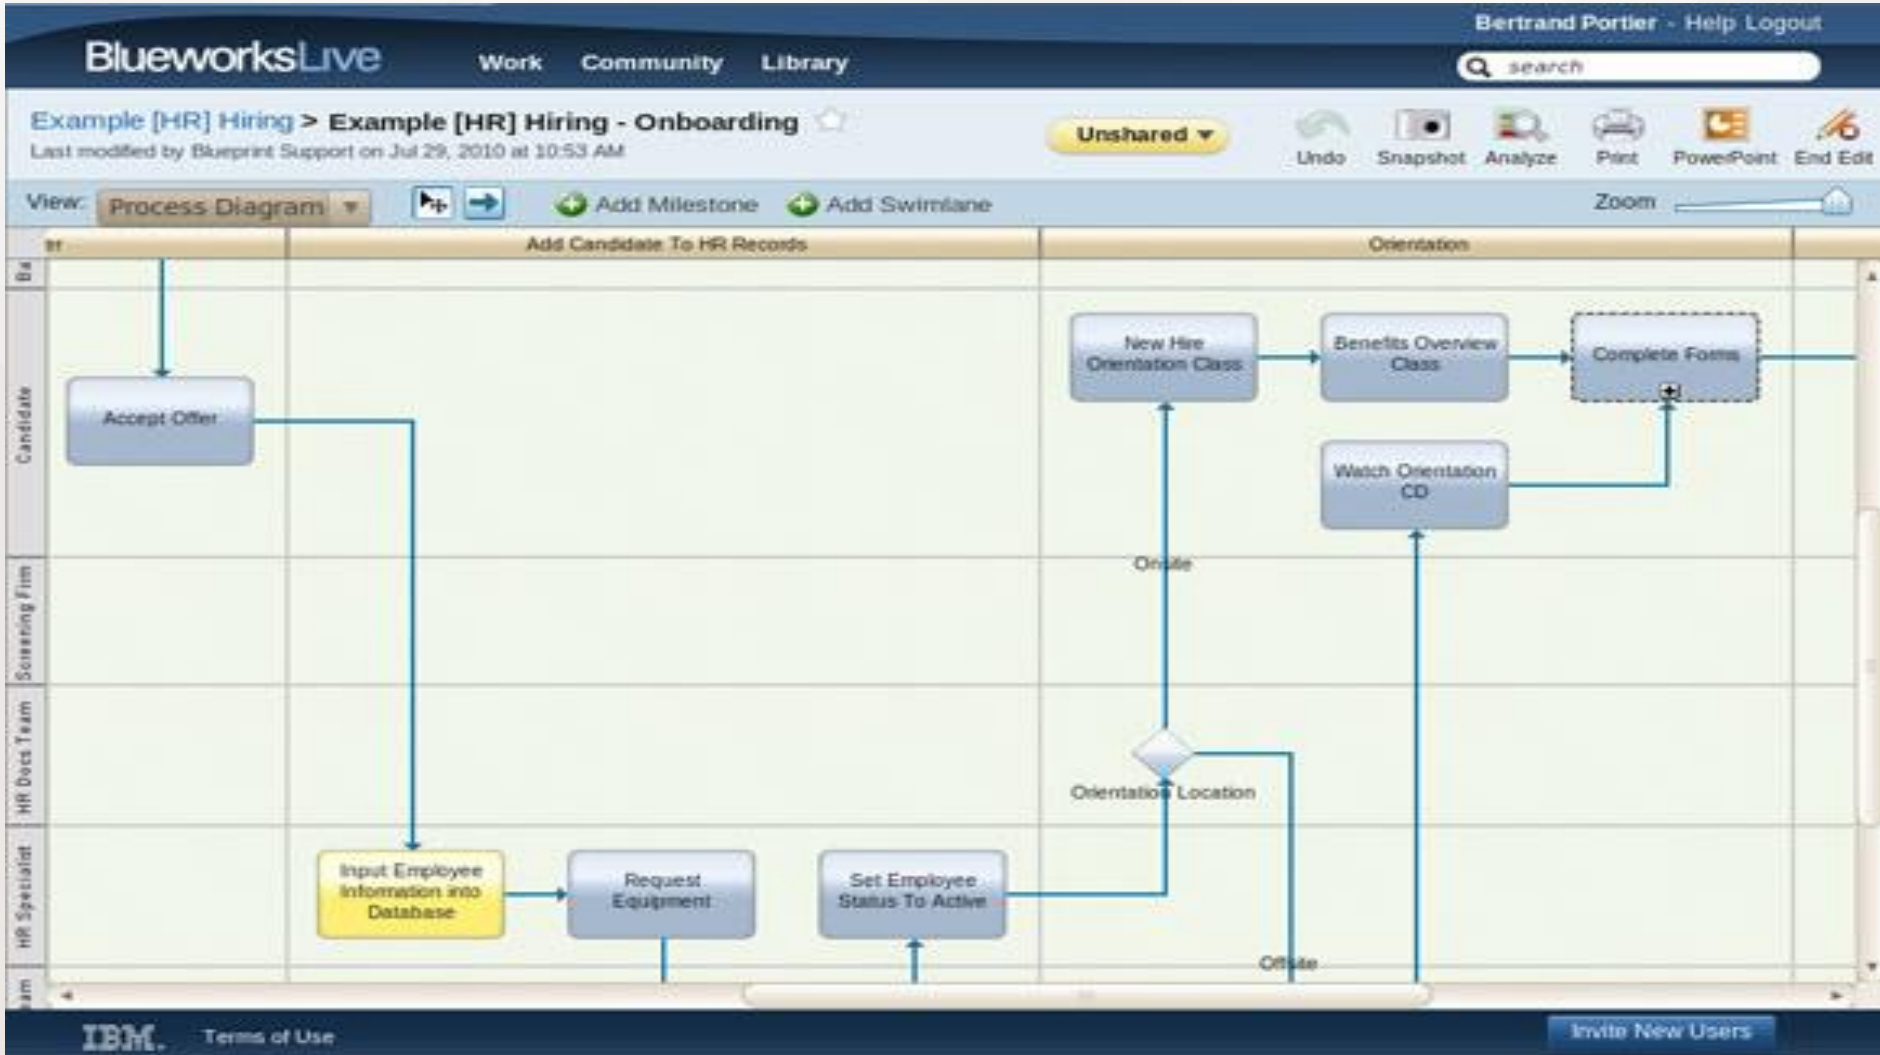 Bertrand Portier - Help Logout
BlueworksLive
Work Community Library
search
Example [HR] Hiring > Example [HR] Hiring - Onboarding
Last modified by Blueprint Support on Jul 29, 2010 at 10:53 AM
Unshared
Undo Snapshot Analyze Print PowerPoint End Edit
View: Process Diagram
Add Milestone Add Swimlane
Zoom
er
Add Candidate To HR Records
Orientation
Ba
Candidate
Screening Firm
HR Docs Team
HR Specialist
eam
Accept Offer
New Hire
Orientation Class
Benefits Overview
Class
Complete Forms
Watch Orientation
CD
Onsite
Orientation Location
Input Employee
Information into
Database
Request
Equipment
Set Employee
Status To Active
Offsite
IBM.
Terms of Use
Invite New Users